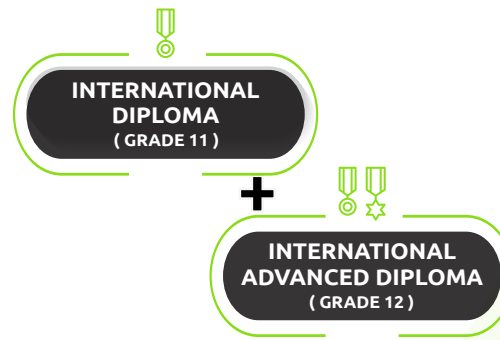 INTERNATIONAL
DIPLOMA
( GRADE 11 )
+
INTERNATIONAL
ADVANCED DIPLOMA
( GRADE 12 )